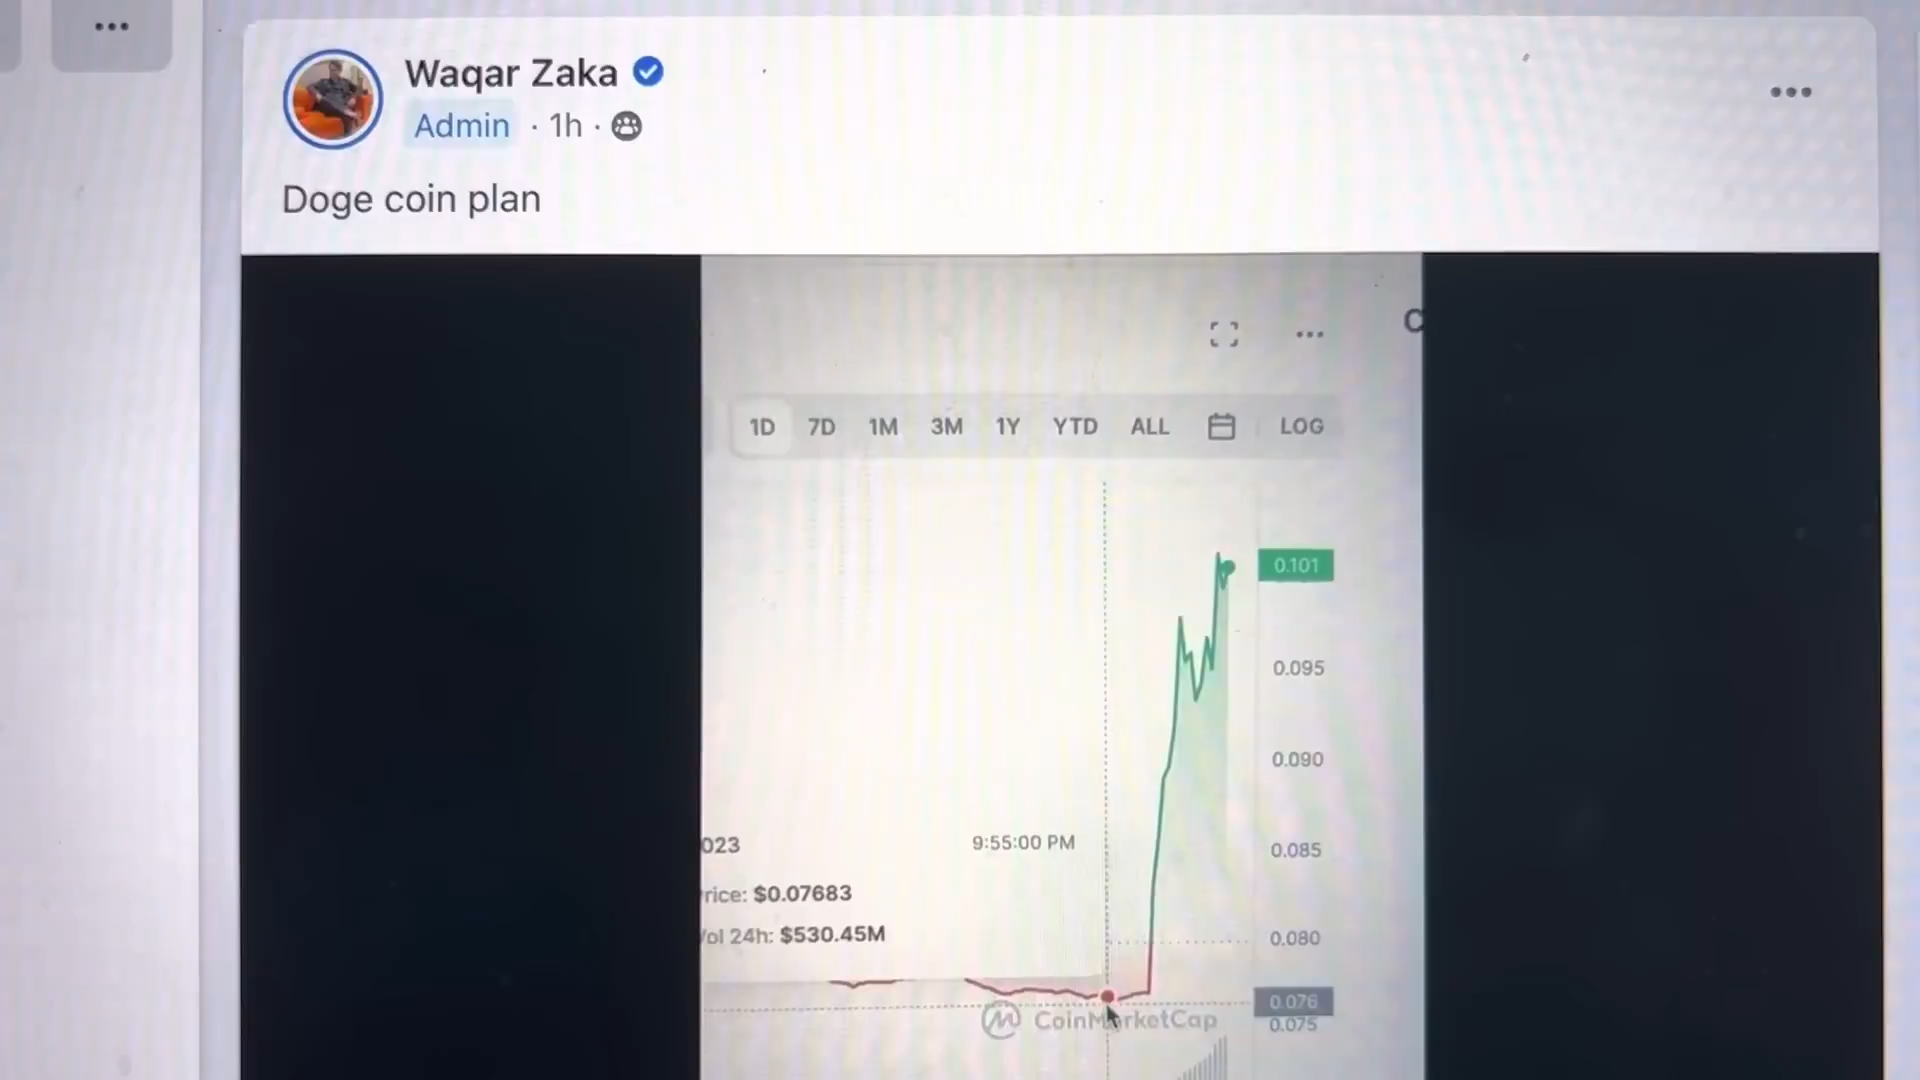 Waqar Zaka
Admin · 1h ·
Doge coin plan
1D 7D 1M 3M 1Y YTD ALL LOG
0.101
0.095
0.090
0.085
023 9:55:00 PM
rice: $0.07683
Vol 24h: $530.45M
0.080
0.076
CoinMarketCap
0.075